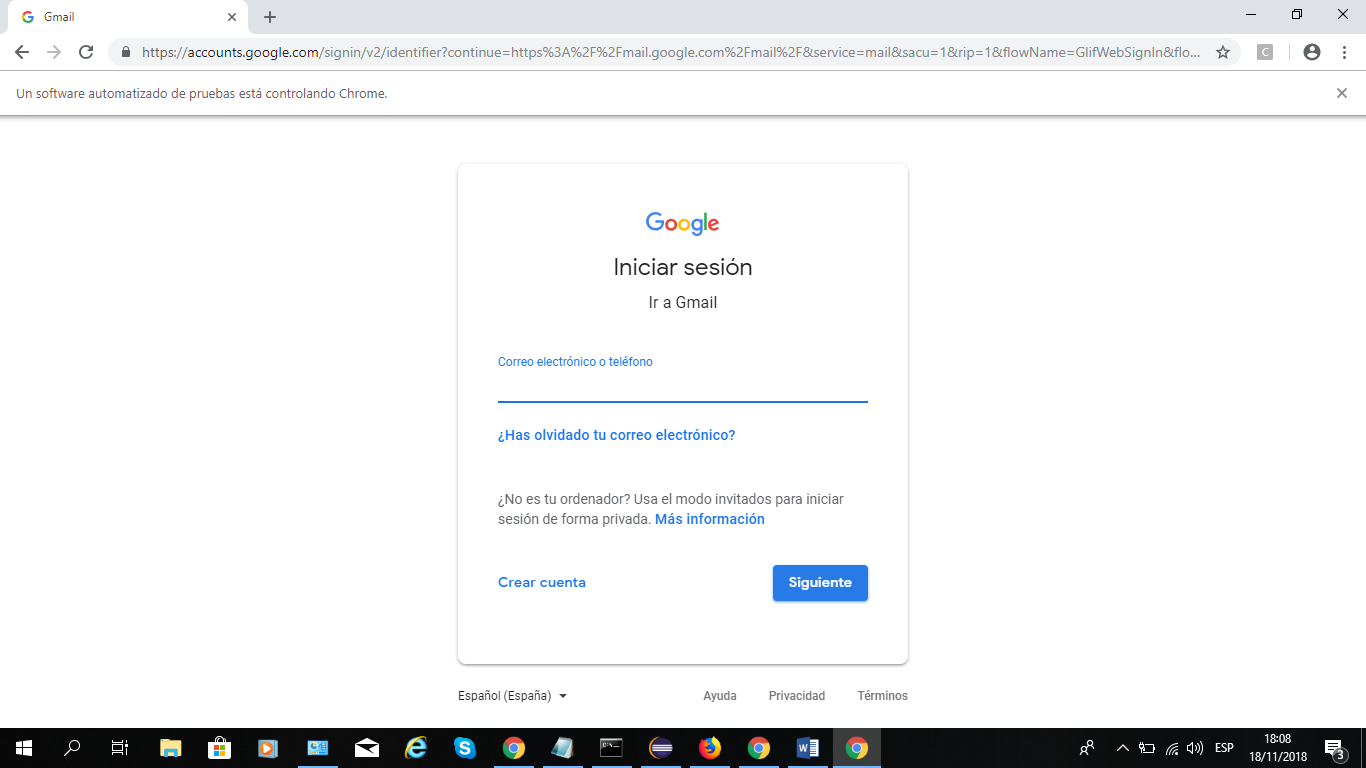 Gmail
https://accounts.google.com/signin/v2/identifier?continue=https%3A%2F%2Fmail.google.com%2Fmail%2F&service=mail&sacu=1&rip=1&flowName=GlifWebSignIn&flo...
C
Un software automatizado de pruebas está controlando Chrome.
Google
Iniciar sesión
Ir a Gmail
Correo electrónico o teléfono
¿Has olvidado tu correo electrónico?
¿No es tu ordenador? Usa el modo invitados para iniciar
sesión de forma privada. Más información
Crear cuenta
Siguiente
Español (España)
Ayuda
Privacidad
Términos
ESP
18:08
18/11/2018
3